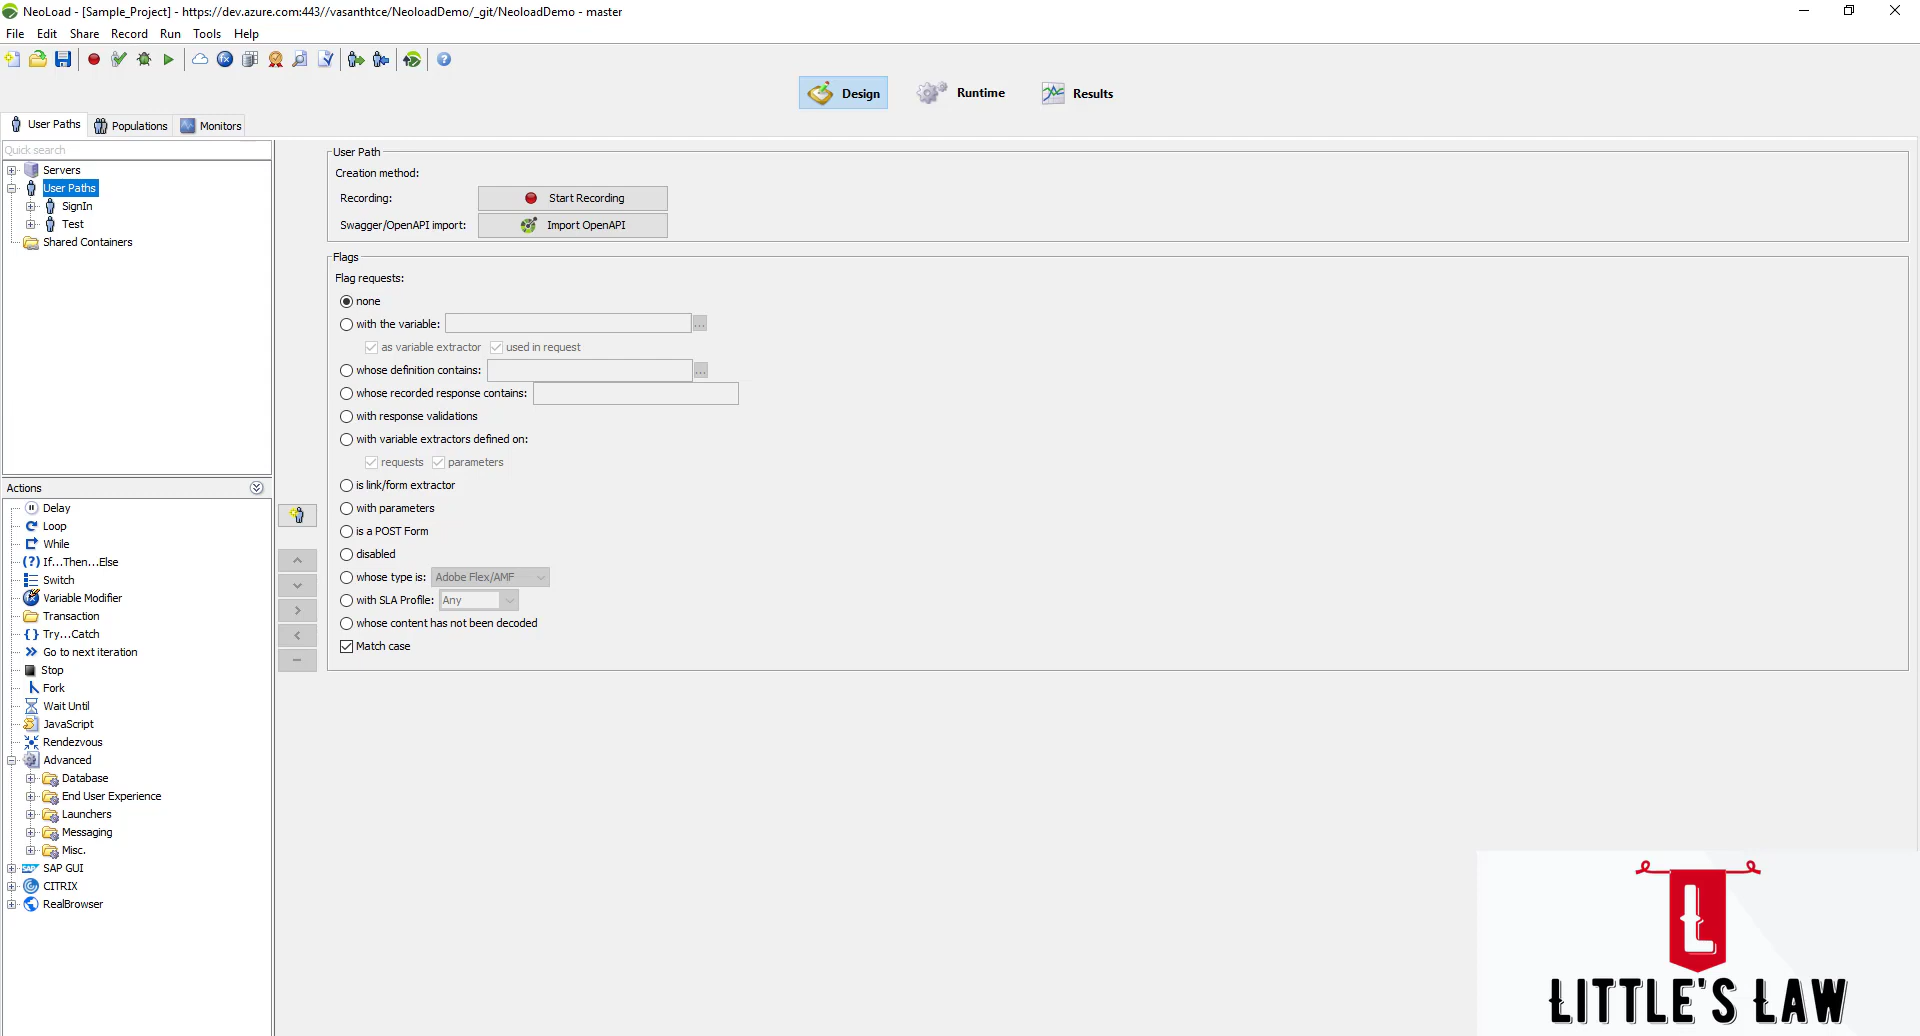 NeoLoad - [Sample_Project] - https://dev.azure.com:443//vasanthtce/NeoloadDemo/_git/NeoloadDemo - master
File Edit Share Record Run Tools Help
Design Runtime Results
User Paths Populations Monitors
Quick search
Servers
User Paths
SignIn
Test
Shared Containers
Actions
Delay
Loop
While
If...Then...Else
Switch
Variable Modifier
Transaction
Try...Catch
Go to next iteration
Stop
Fork
Wait Until
JavaScript
Rendezvous
Advanced
Database
End User Experience
Launchers
Messaging
Misc.
SAP GUI
CITRIX
RealBrowser
User Path
Creation method:
Recording: Start Recording
Swagger/OpenAPI import: Import OpenAPI
Flags
Flag requests:
none
with the variable: ...
as variable extractor used in request
whose definition contains: ...
whose recorded response contains:
with response validations
with variable extractors defined on:
requests parameters
is link/form extractor
with parameters
is a POST Form
disabled
whose type is: Adobe Flex/AMF
with SLA Profile: Any
whose content has not been decoded
Match case
L
LITTLE'S LAW